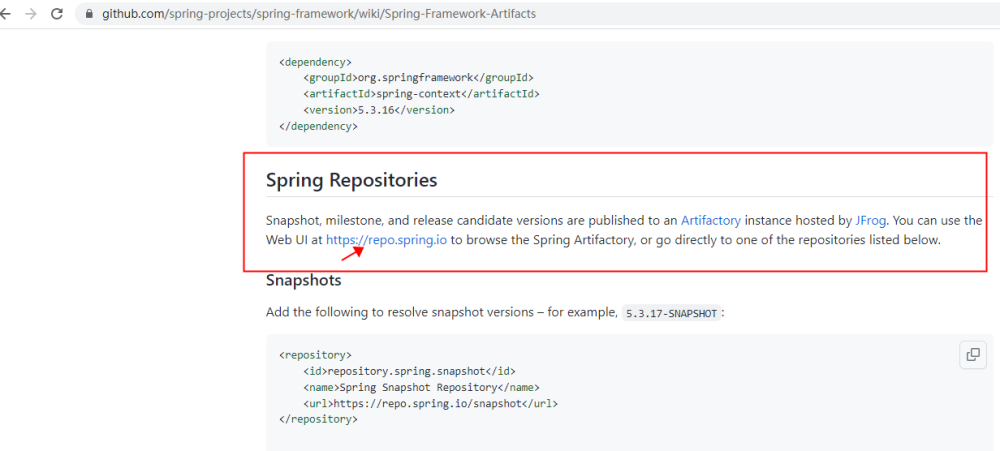 github.com/spring-projects/spring-framework/wiki/Spring-Framework-Artifacts
<dependency>
<groupId>org.springframework</groupId>
<artifactId>spring-context</artifactId>
<version>5.3.16</version>
</dependency>
Spring Repositories
Snapshot, milestone, and release candidate versions are published to an Artifactory instance hosted by JFrog. You can use the
Web UI at https://repo.spring.io to browse the Spring Artifactory, or go directly to one of the repositories listed below.
Snapshots
Add the following to resolve snapshot versions – for example, 5.3.17-SNAPSHOT:
<repository>
<id>repository.spring.snapshot</id>
<name>Spring Snapshot Repository</name>
<url>https://repo.spring.io/snapshot</url>
</repository>